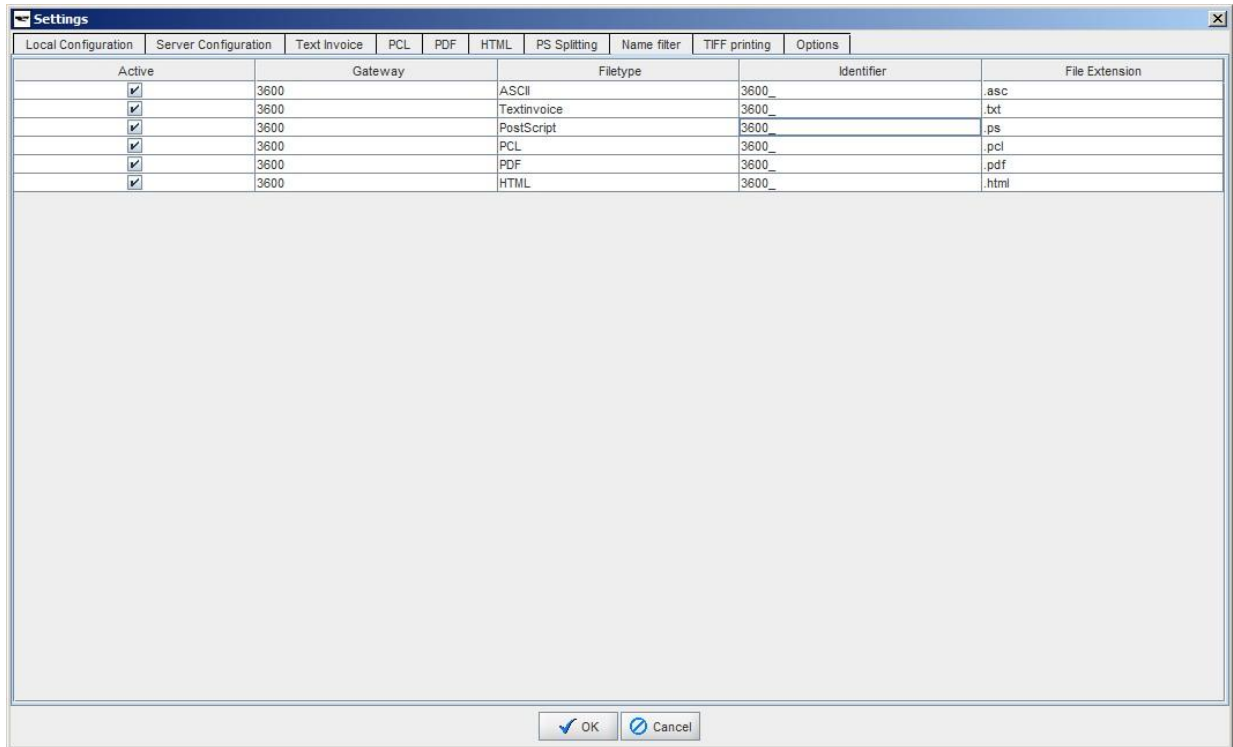 Settings
Local Configuration Server Configuration Text Invoice PCL PDF HTML PS Splitting Name filter TIFF printing Options
Active Gateway Filetype Identifier File Extension
3600 ASCII 3600_ .asc
3600 Textinvoice 3600_ .txt
3600 PostScript 3600_ .ps
3600 PCL 3600_ .pcl
3600 PDF 3600_ .pdf
3600 HTML 3600_ .html
OK Cancel